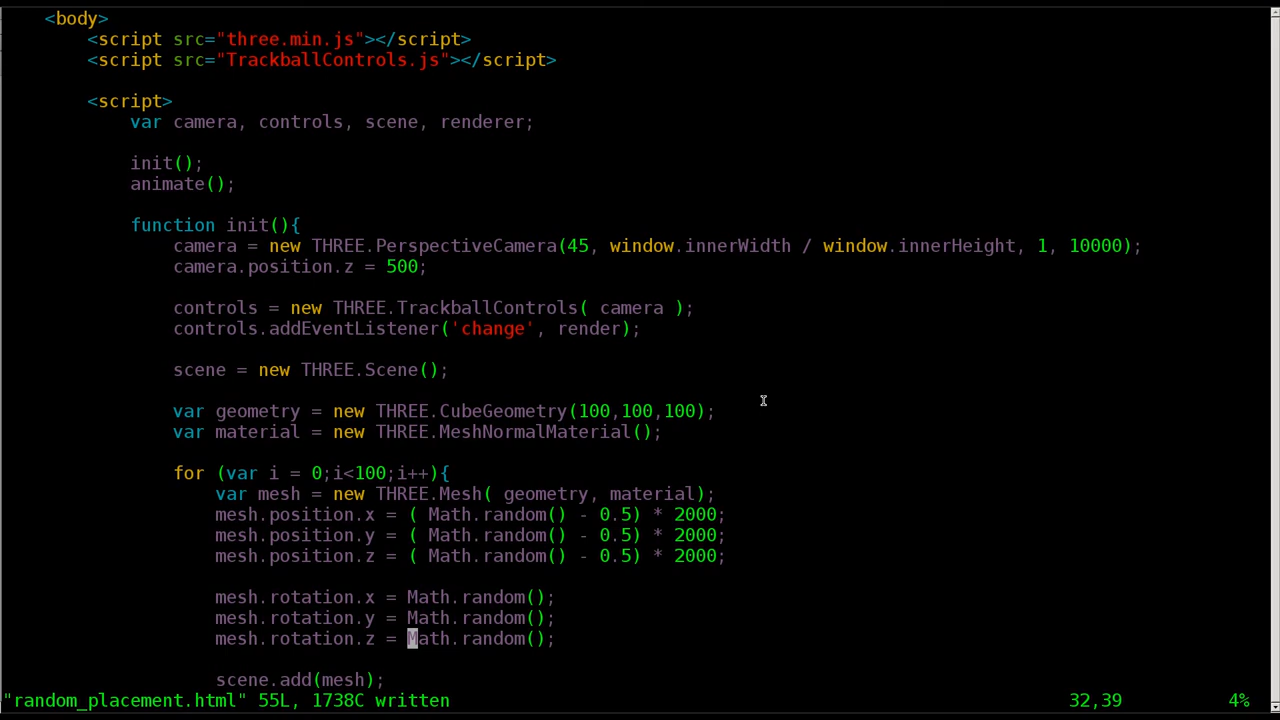 <body>
<script src="three.min.js"></script>
<script src="TrackballControls.js"></script>
<script>
var camera, controls, scene, renderer;
init();
animate();
function init(){
camera = new THREE.PerspectiveCamera(45, window.innerWidth / window.innerHeight, 1, 10000);
camera.position.z = 500;
controls = new THREE.TrackballControls( camera );
controls.addEventListener('change', render);
scene = new THREE.Scene();
var geometry = new THREE.CubeGeometry(100,100,100);
var material = new THREE.MeshNormalMaterial();
for (var i = 0;i<100;i++){
var mesh = new THREE.Mesh( geometry, material);
mesh.position.x = ( Math.random() - 0.5) * 2000;
mesh.position.y = ( Math.random() - 0.5) * 2000;
mesh.position.z = ( Math.random() - 0.5) * 2000;
mesh.rotation.x = Math.random();
mesh.rotation.y = Math.random();
mesh.rotation.z = Math.random();
scene.add(mesh);
"random_placement.html" 55L, 1738C written 32,39 4%